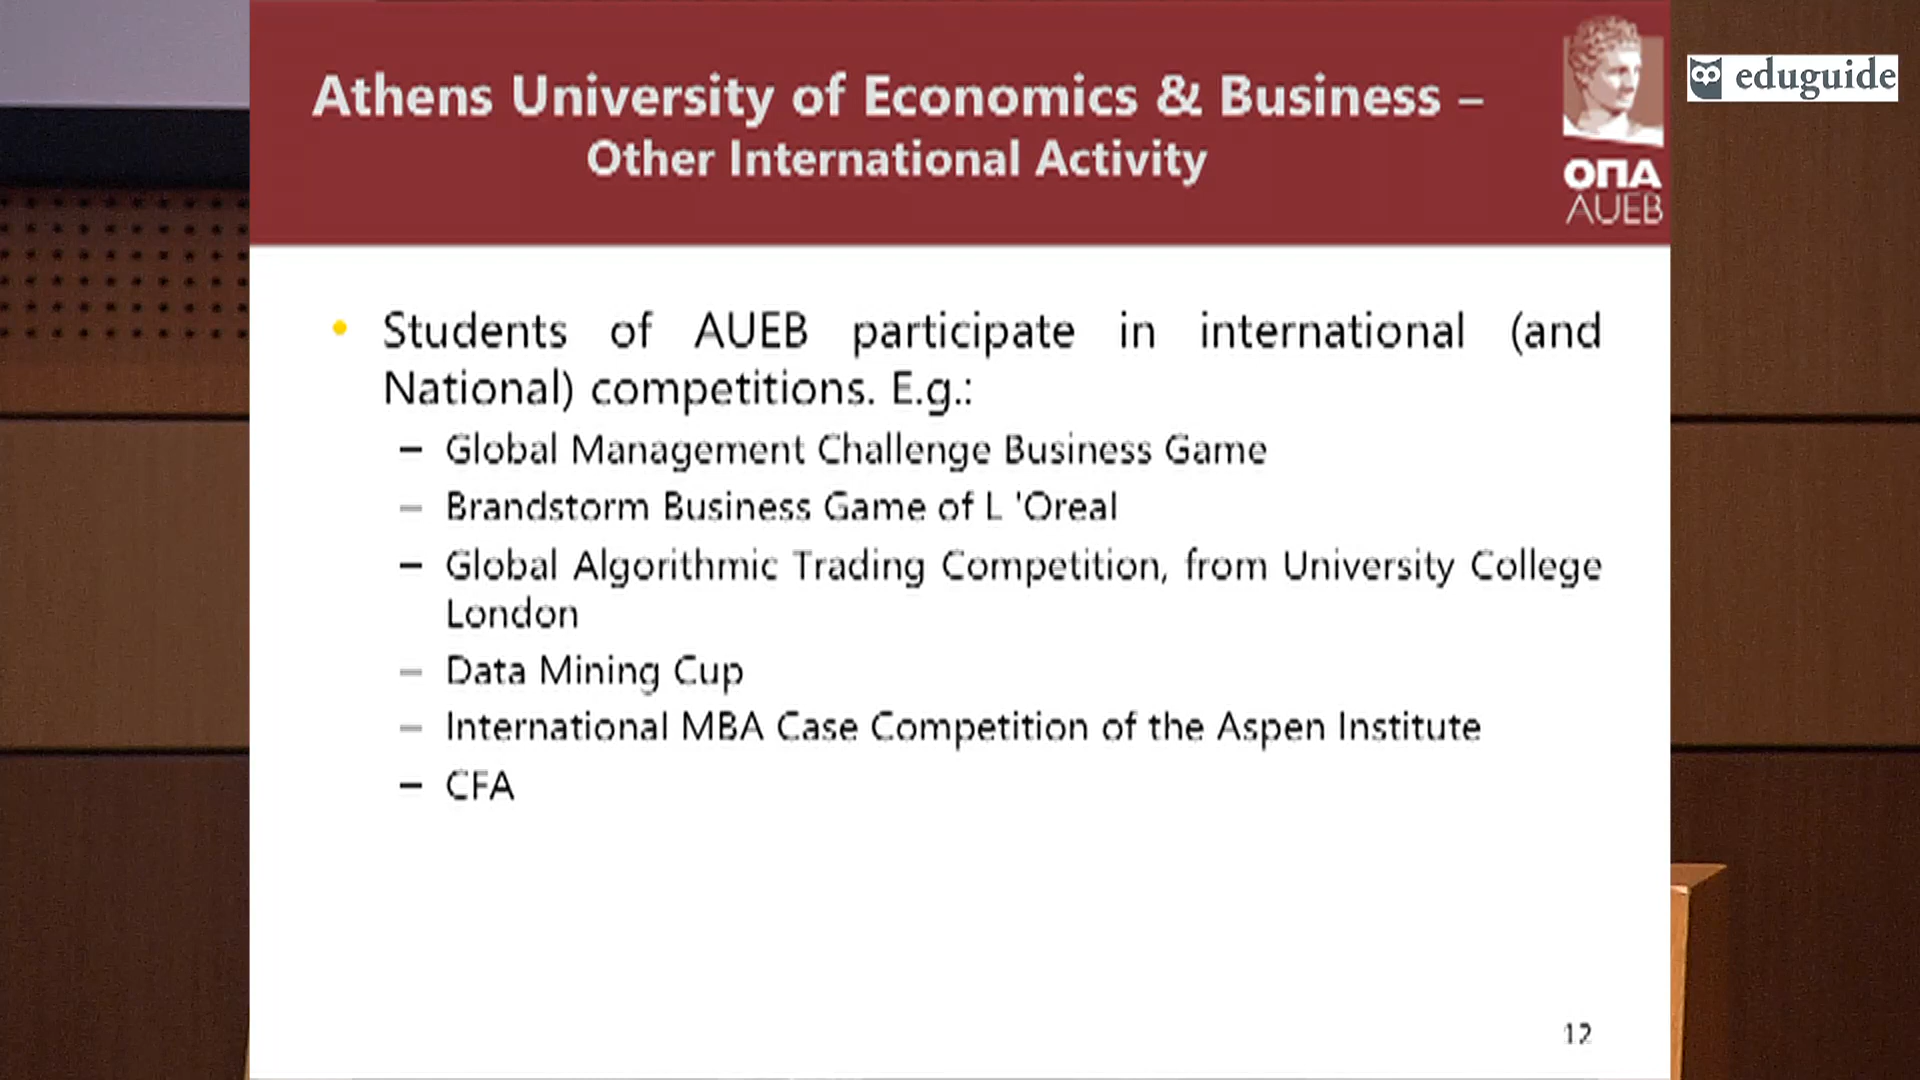 Athens University of Economics & Business –
Other International Activity
ΟΠΑ
AUEB
eduguide
• Students of AUEB participate in international (and
National) competitions. E.g.:
– Global Management Challenge Business Game
– Brandstorm Business Game of L 'Oreal
– Global Algorithmic Trading Competition, from University College
London
– Data Mining Cup
– International MBA Case Competition of the Aspen Institute
– CFA
12